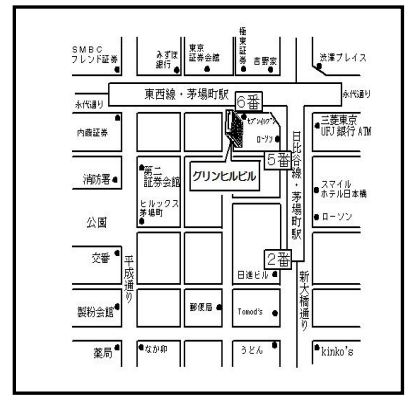 SMBC
フレンド証券
みずほ
銀行
東京
証券会館
極東証券
吉野家
渋澤プレイス
東西線・茅場町駅
永代通り
永代通り
6番
内藤証券
セブンイレブン
ローソン
三菱東京
UFJ銀行ATM
5番
日比谷線・茅場町駅
消防署
第二
証券会館
グリンヒルビル
スマイル
ホテル日本橋
ヒルックス
茅場町
ローソン
公園
交番
平成通り
2番
日進ビル
新大橋通り
製粉会館
郵便局
Tomod's
薬局
なか卯
うどん
kinko's